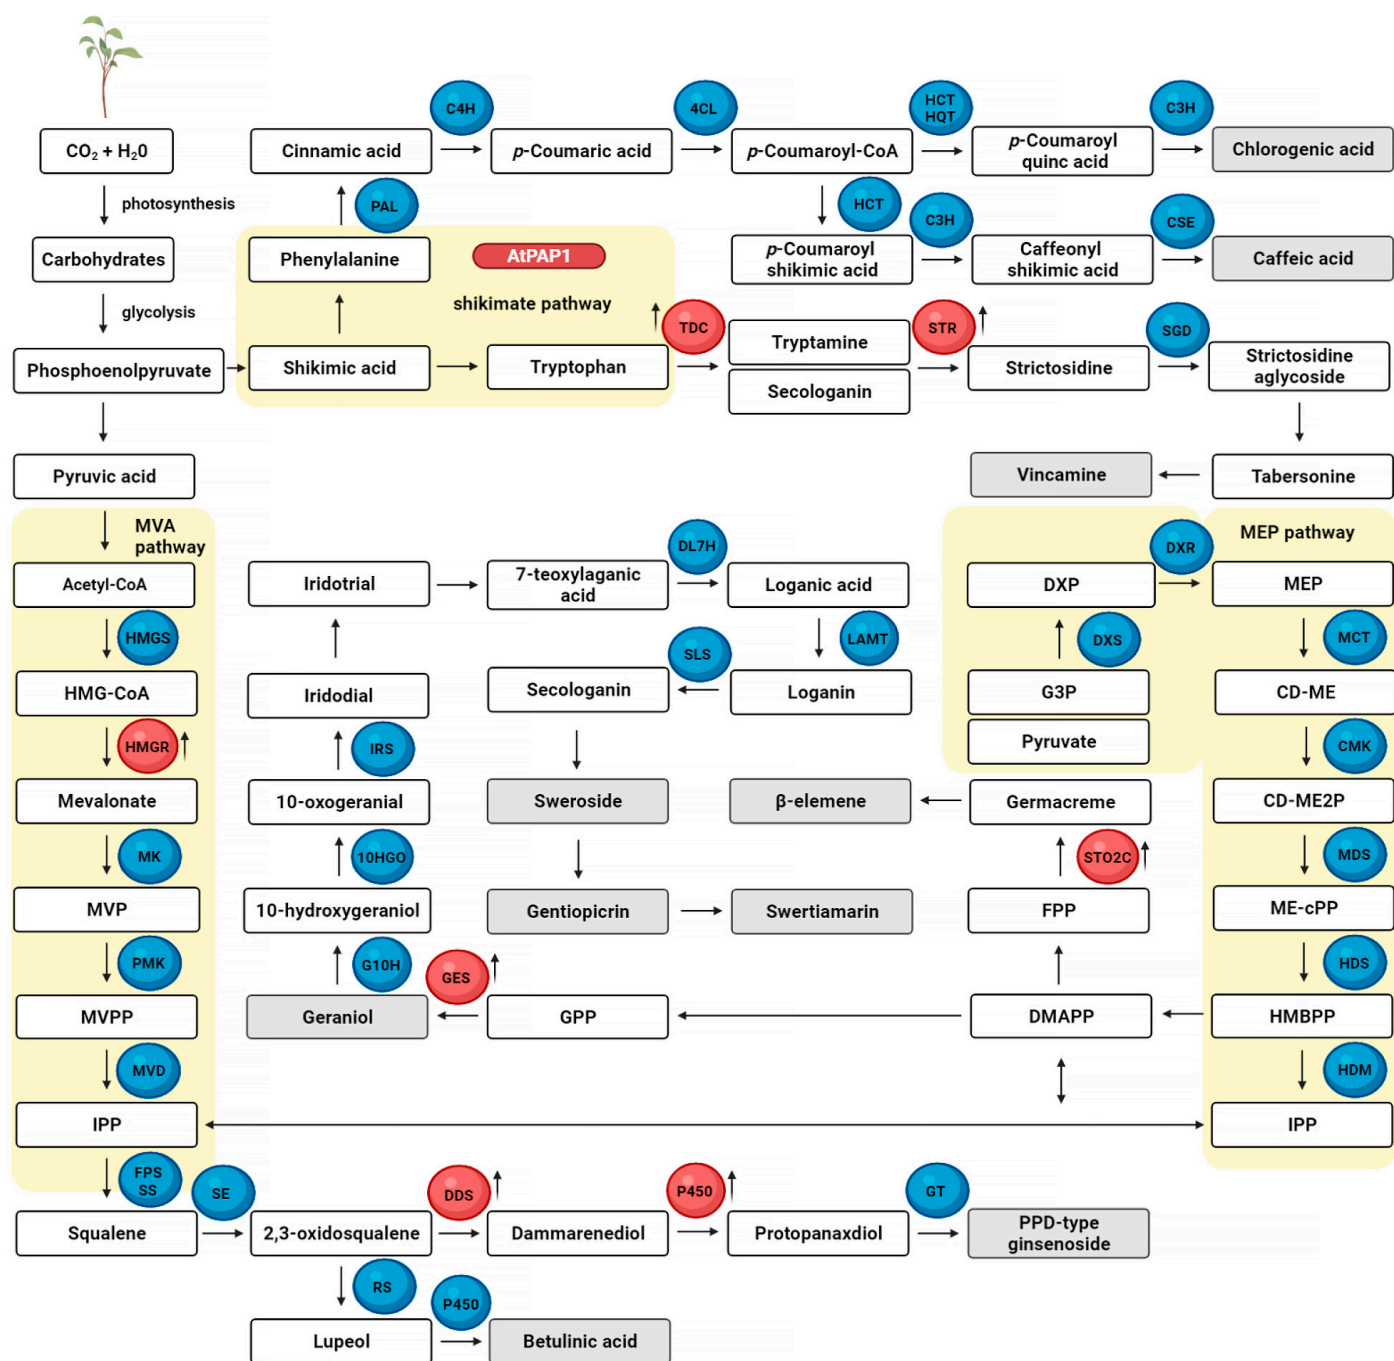 C4H
4CL
HCT
HQT
C3H
CO₂ + H₂0
Cinnamic acid
p-Coumaric acid
p-Coumaroyl-CoA
p-Coumaroyl
quinc acid
Chlorogenic acid
photosynthesis
PAL
HCT
C3H
CSE
Carbohydrates
Phenylalanine
AtPAP1
p-Coumaroyl
shikimic acid
Caffeonyl
shikimic acid
Caffeic acid
glycolysis
shikimate pathway
TDC
STR
SGD
Phosphoenolpyruvate
Shikimic acid
Tryptophan
Tryptamine
Secologanin
Strictosidine
Strictosidine
aglycoside
Pyruvic acid
Vincamine
Tabersonine
MVA
pathway
DL7H
DXR
MEP pathway
Acetyl-CoA
Iridotrial
7-teoxylaganic
acid
Loganic acid
DXP
MEP
HMGS
SLS
LAMT
DXS
MCT
HMG-CoA
Iridodial
Secologanin
Loganin
G3P
Pyruvate
CD-ME
HMGR
IRS
CMK
Mevalonate
10-oxogeranial
Sweroside
β-elemene
Germacreme
CD-ME2P
MK
10HGO
STO2C
MDS
MVP
10-hydroxygeraniol
Gentiopicrin
Swertiamarin
FPP
ME-cPP
PMK
G10H
GES
HDS
MVPP
Geraniol
GPP
DMAPP
HMBPP
MVD
HDM
IPP
IPP
FPS
SS
SE
DDS
P450
GT
Squalene
2,3-oxidosqualene
Dammarenediol
Protopanaxdiol
PPD-type
ginsenoside
RS
P450
Lupeol
Betulinic acid